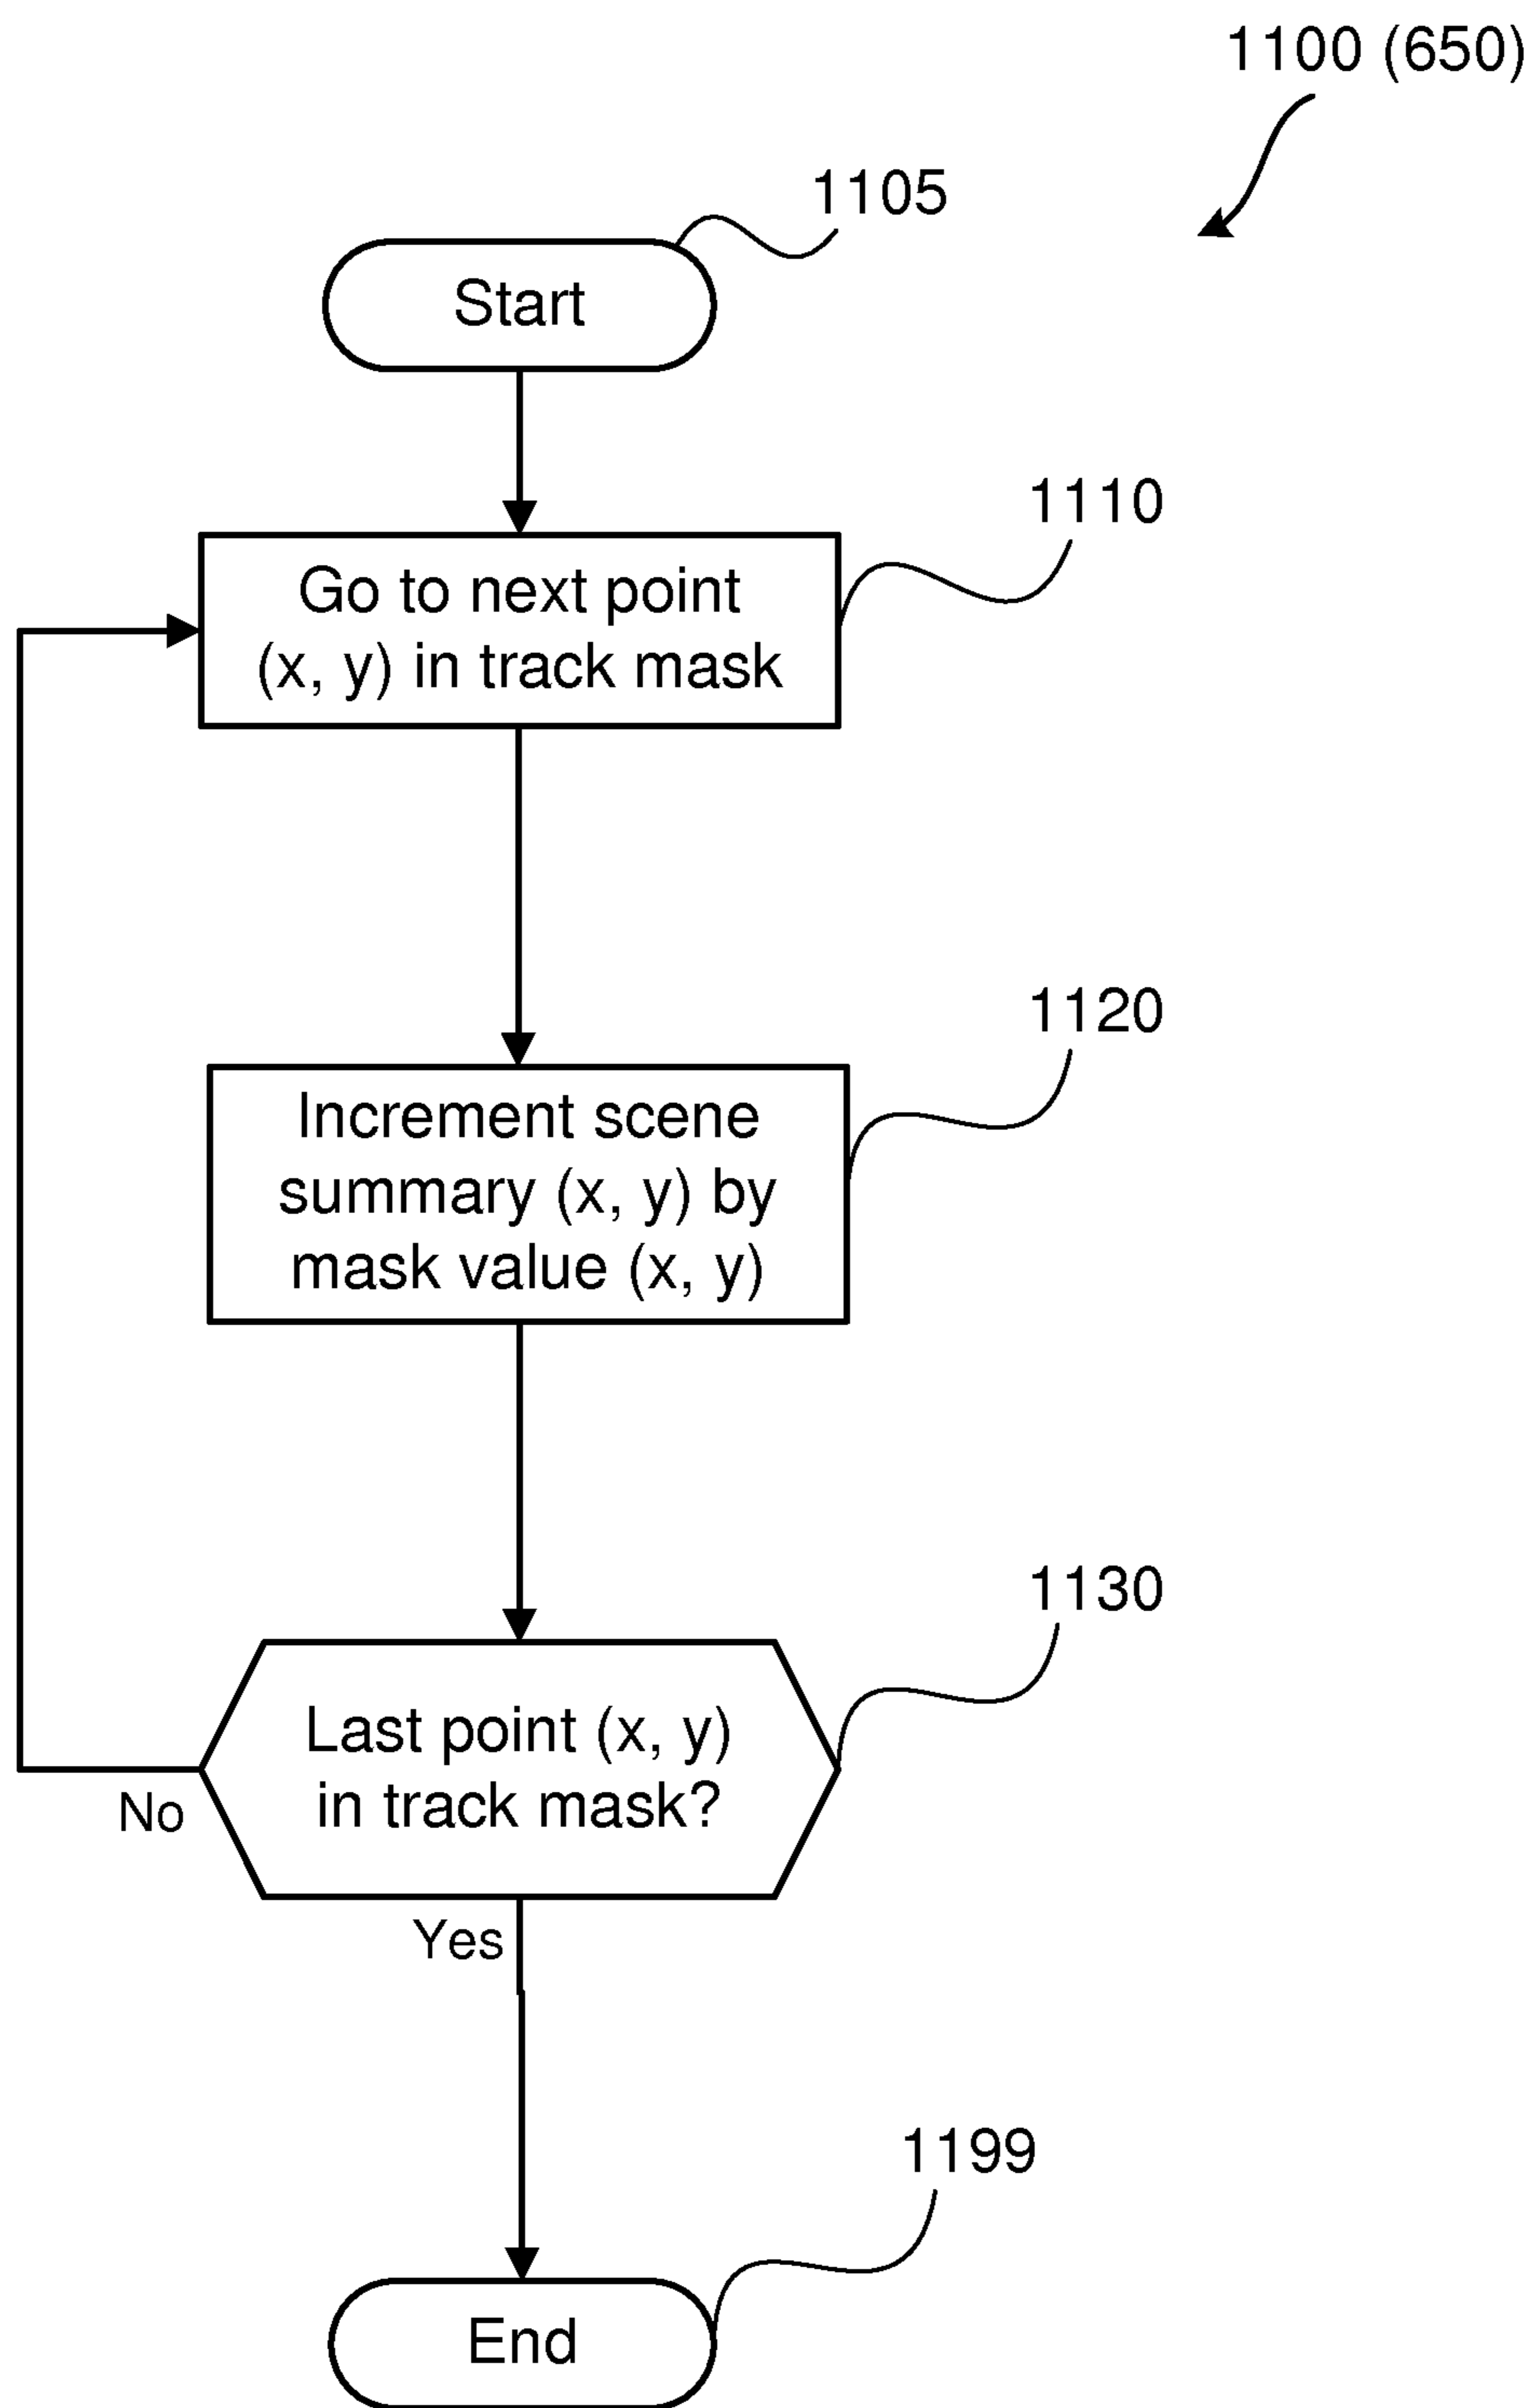 1100 (650)
1105
Start
1110
Go to next point
(x, y) in track mask
1120
Increment scene
summary (x, y) by
mask value (x, y)
1130
Last point (x, y)
in track mask?
No
Yes
1199
End